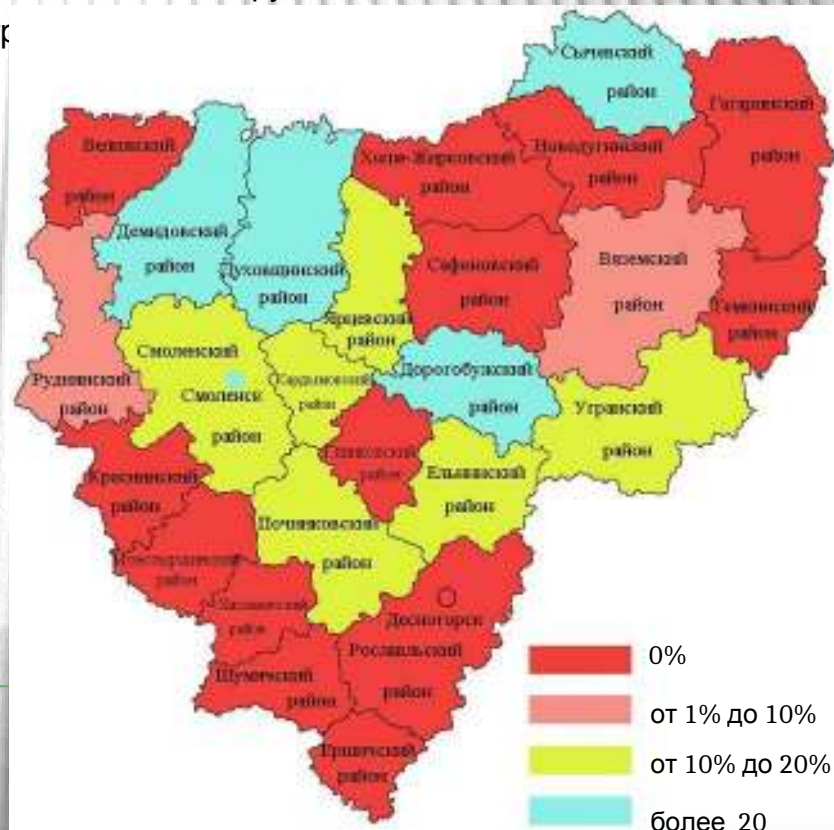 Сычевский
район
Гагаринский
район
Велижский
район
Холм-Жирковский
район
Новодугинский
район
Демидовский
район
Духовщинский
район
Сафоновский
район
Вяземский
район
Темкинский
район
Ярцевский
район
Смоленский
Смоленск
район
Кардымовский
район
Руднянский
район
Дорогобужский
район
Угранский
район
Глинковский
район
Ельнинский
район
Краснинский
район
Починковский
район
район
район
Десногорск
Рославльский
район
Шумячский
район
Ершичский
район
0%
от 1% до 10%
от 10% до 20%
более 20